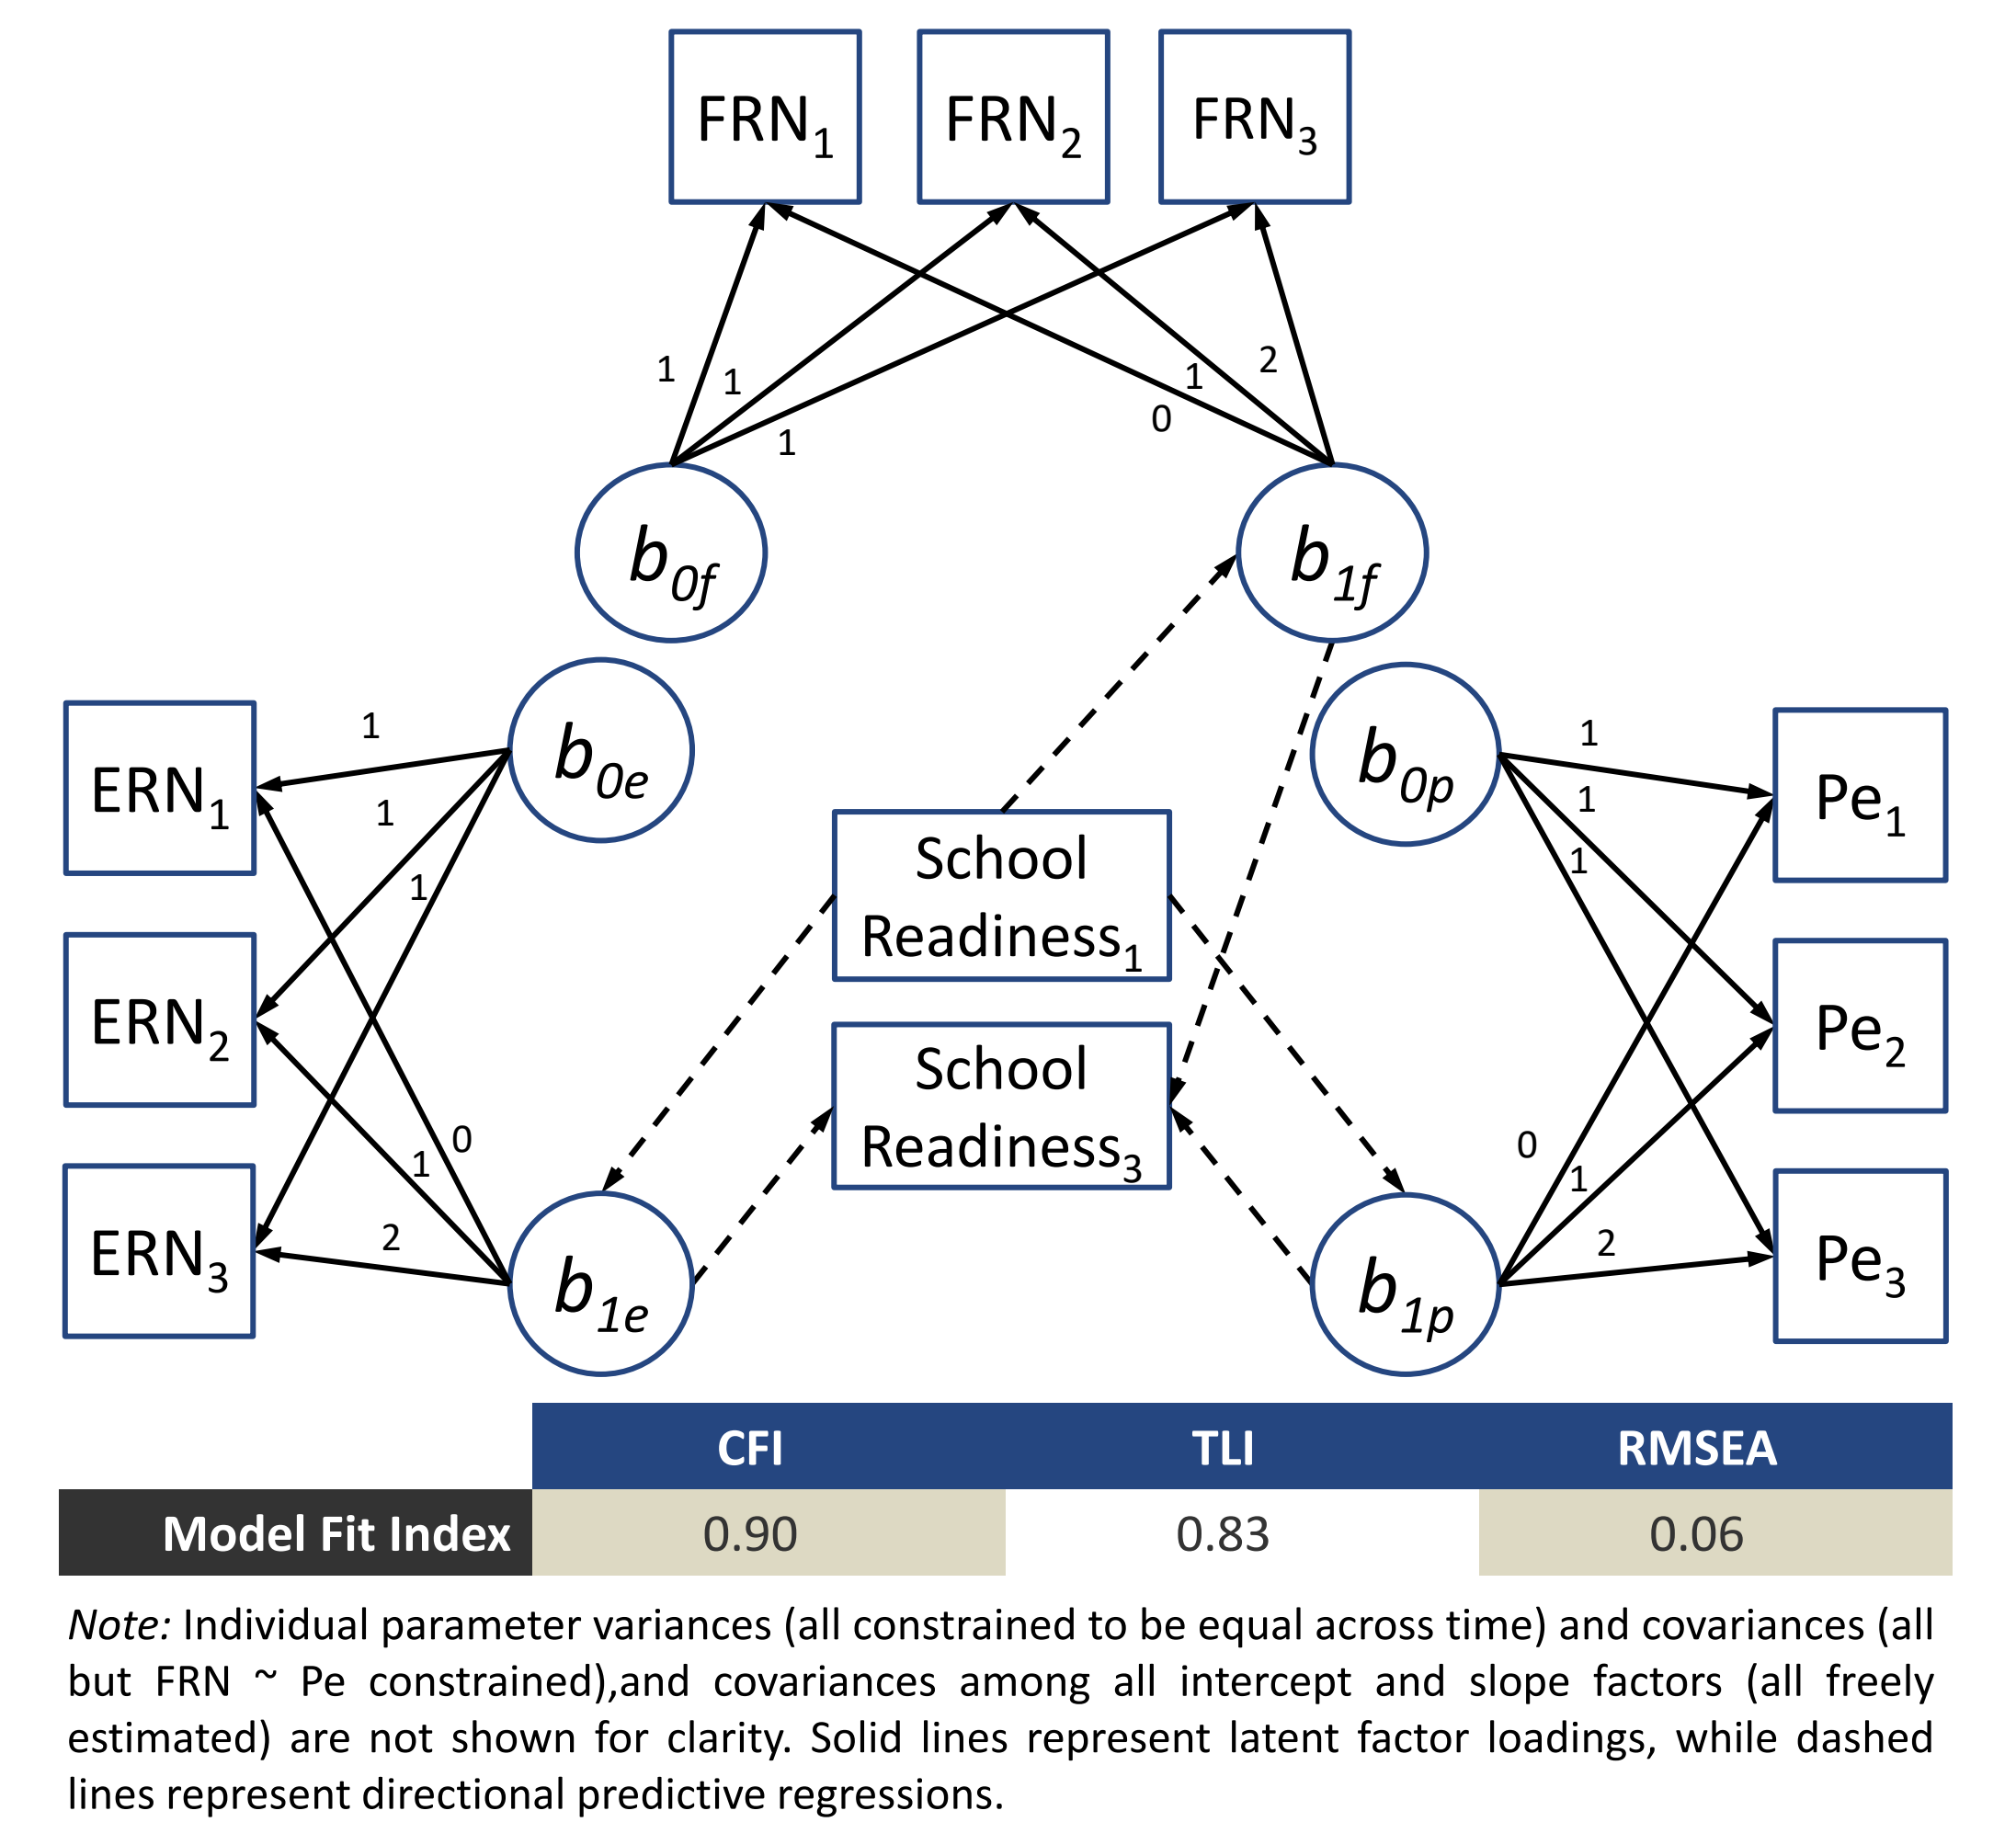 FRN1 FRN2 FRN3
1 1 1 0 1 2
b0f b1f
b0e b0p
ERN1 1 1 1 School Readiness1 1 1 1 Pe1
ERN2 School Readiness3 Pe2
ERN3 2 1 0 0 1 2 Pe3
b1e b1p
CFI TLI RMSEA
Model Fit Index 0.90 0.83 0.06
Note: Individual parameter variances (all constrained to be equal across time) and covariances (all
but FRN ~ Pe constrained),and covariances among all intercept and slope factors (all freely
estimated) are not shown for clarity. Solid lines represent latent factor loadings, while dashed
lines represent directional predictive regressions.